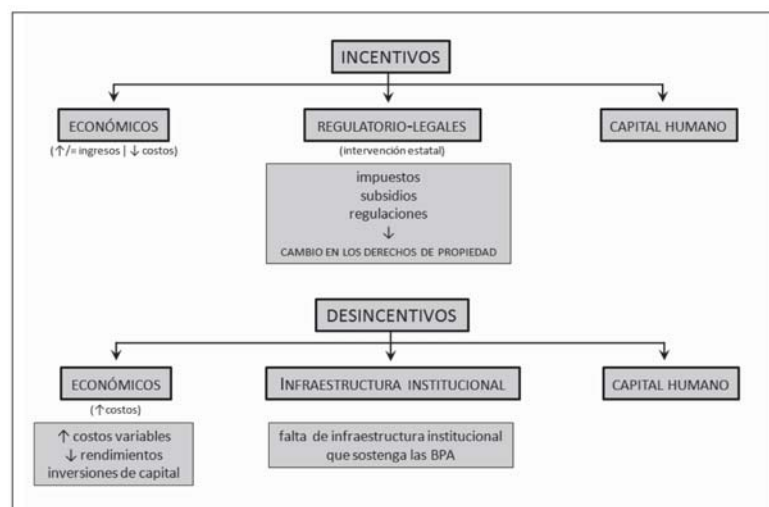 INCENTIVOS
ECONÓMICOS
(↑/= ingresos | ↓ costos)
REGULATORIO-LEGALES
(intervención estatal)
CAPITAL HUMANO
impuestos
subsidios
regulaciones
↓
CAMBIO EN LOS DERECHOS DE PROPIEDAD
DESINCENTIVOS
ECONÓMICOS
(↑costos)
INFRAESTRUCTURA INSTITUCIONAL
CAPITAL HUMANO
↑ costos variables
↓ rendimientos
inversiones de capital
falta de infraestructura institucional
que sostenga las BPA